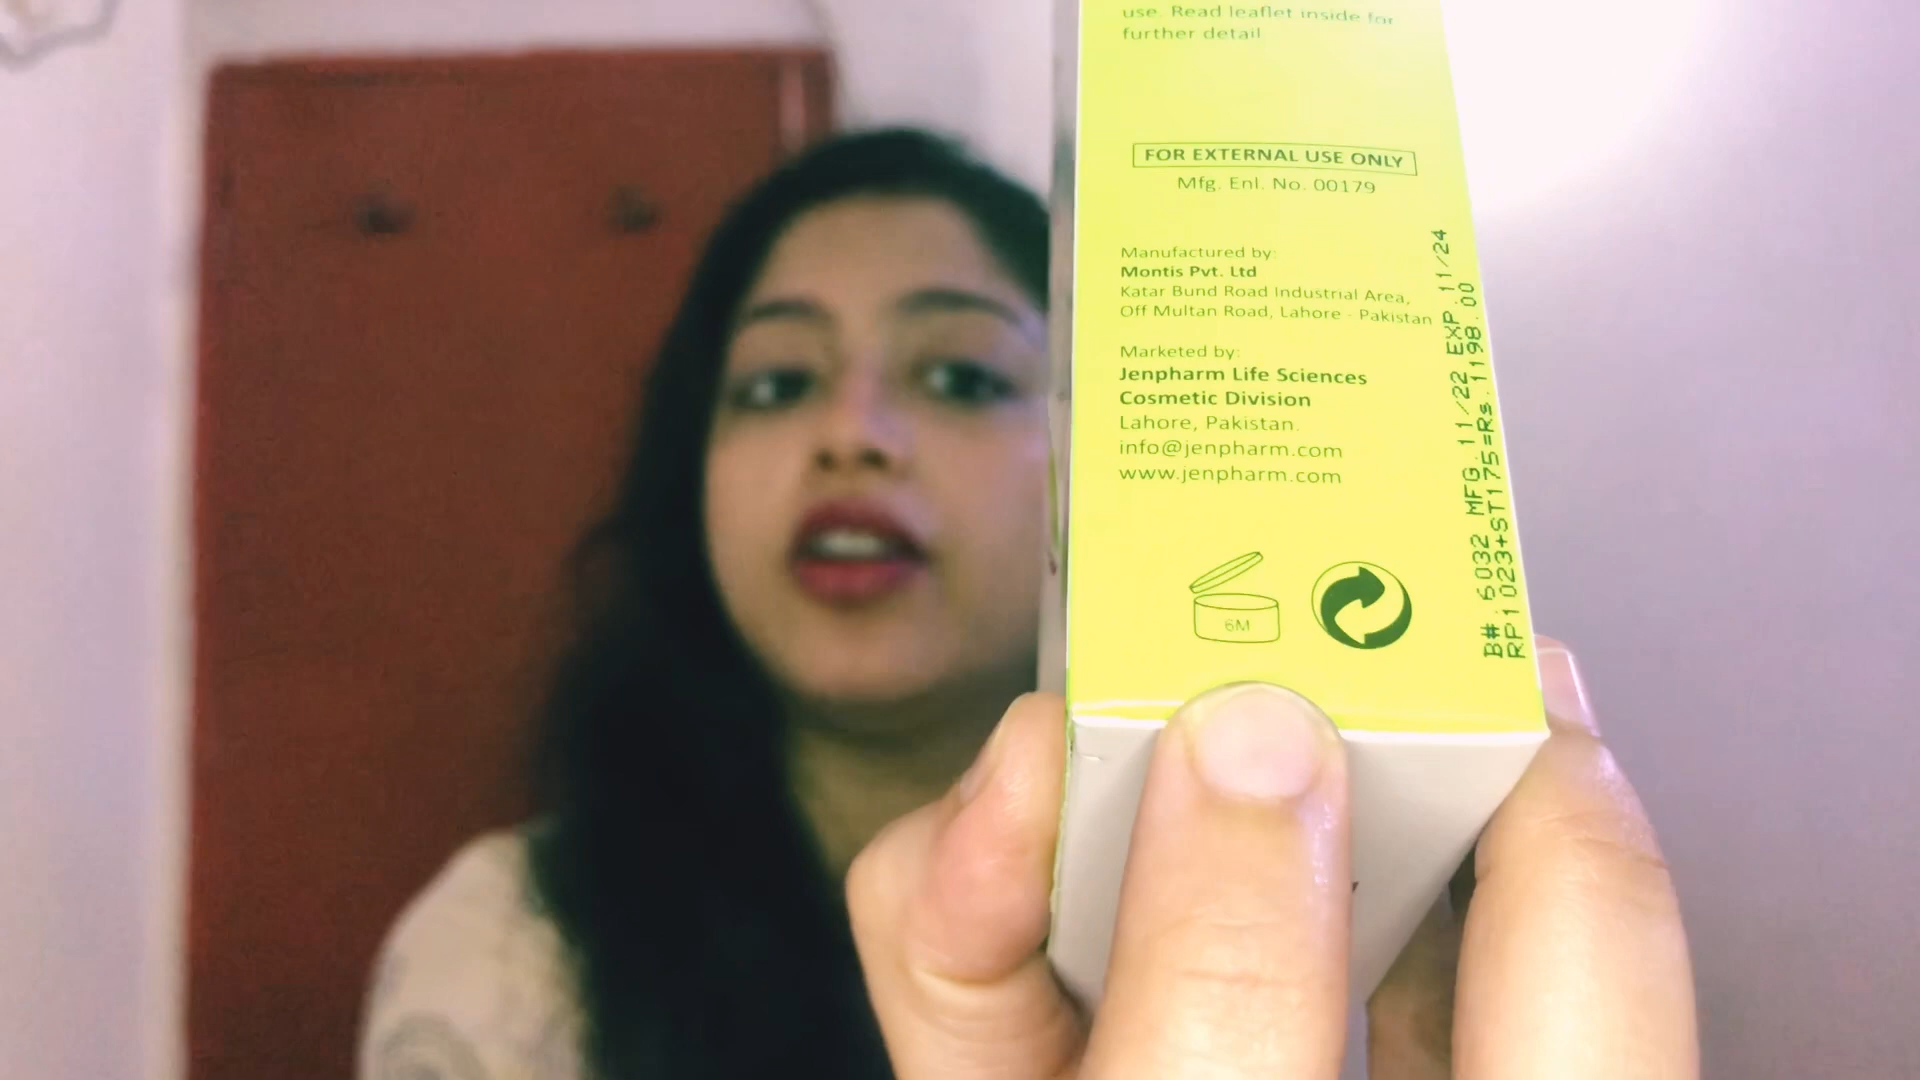 use. Read leaflet inside for
further detail
FOR EXTERNAL USE ONLY
Mfg. Enl. No. 00179
Manufactured by:
Montis Pvt. Ltd
Katar Bund Road Industrial Area,
Off Multan Road, Lahore - Pakistan
Marketed by:
Jenpharm Life Sciences
Cosmetic Division
Lahore, Pakistan.
info@jenpharm.com
www.jenpharm.com
6M
B#. 6032 MFG.11/22 EXP.11/24
RP1023+ST175=Rs.1198.00